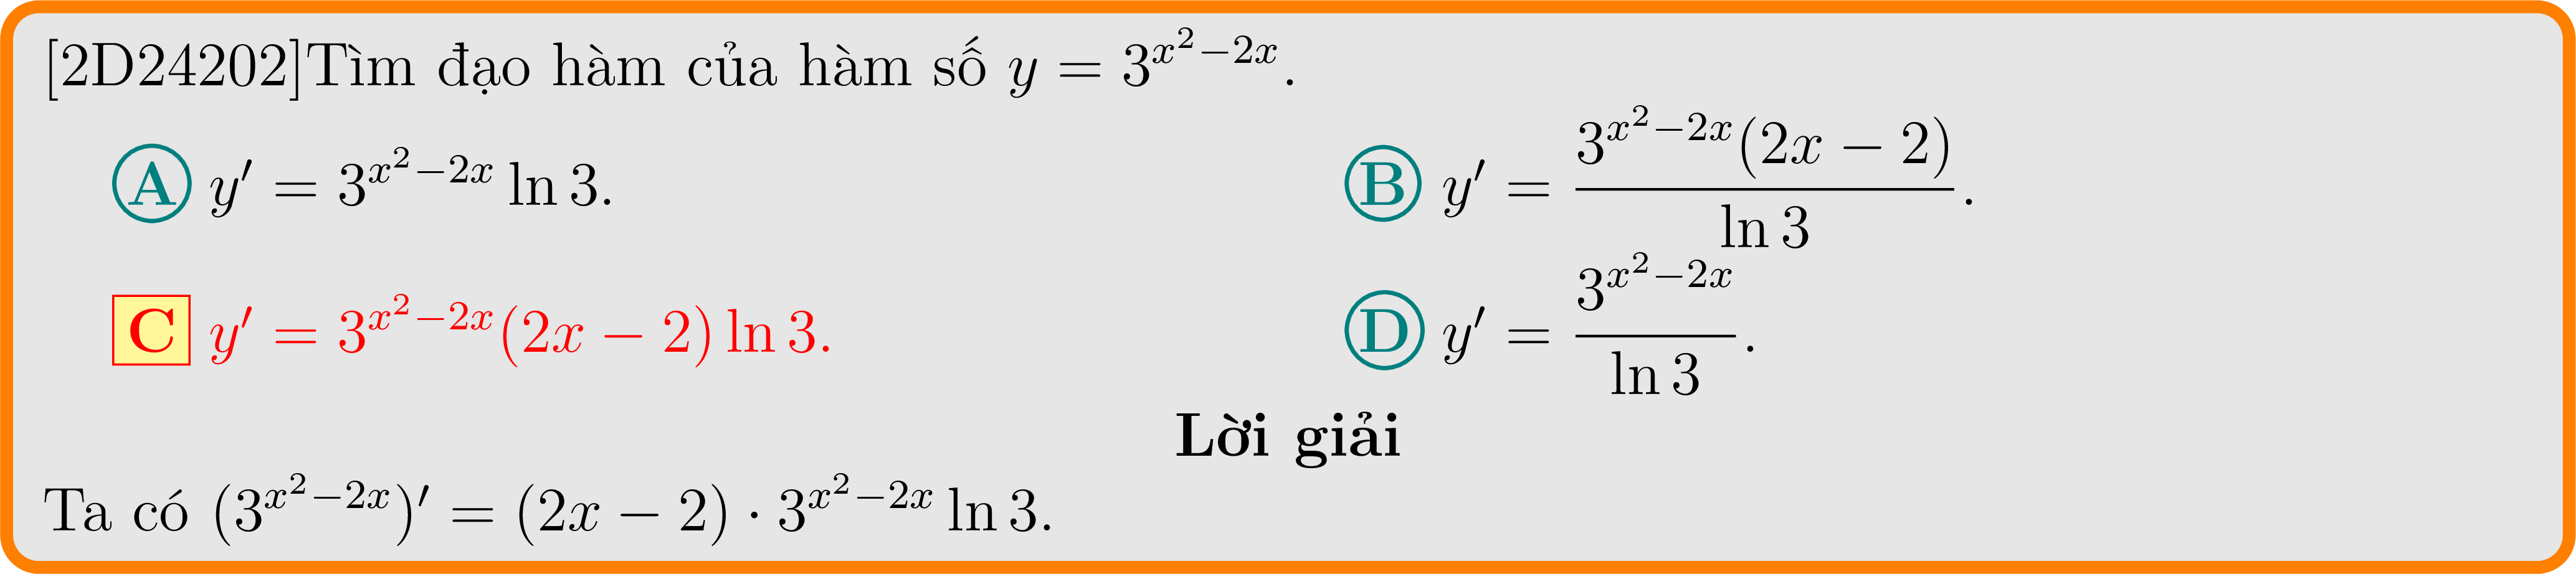 [2D24202]Tìm đạo hàm của hàm số $y = 3^{x^2-2x}$.
A $y' = 3^{x^2-2x} \ln 3$. B $y' = \dfrac{3^{x^2-2x}(2x-2)}{\ln 3}$.
C $y' = 3^{x^2-2x}(2x-2) \ln 3$. D $y' = \dfrac{3^{x^2-2x}}{\ln 3}$.
Lời giải
Ta có $(3^{x^2-2x})' = (2x-2) \cdot 3^{x^2-2x} \ln 3$.